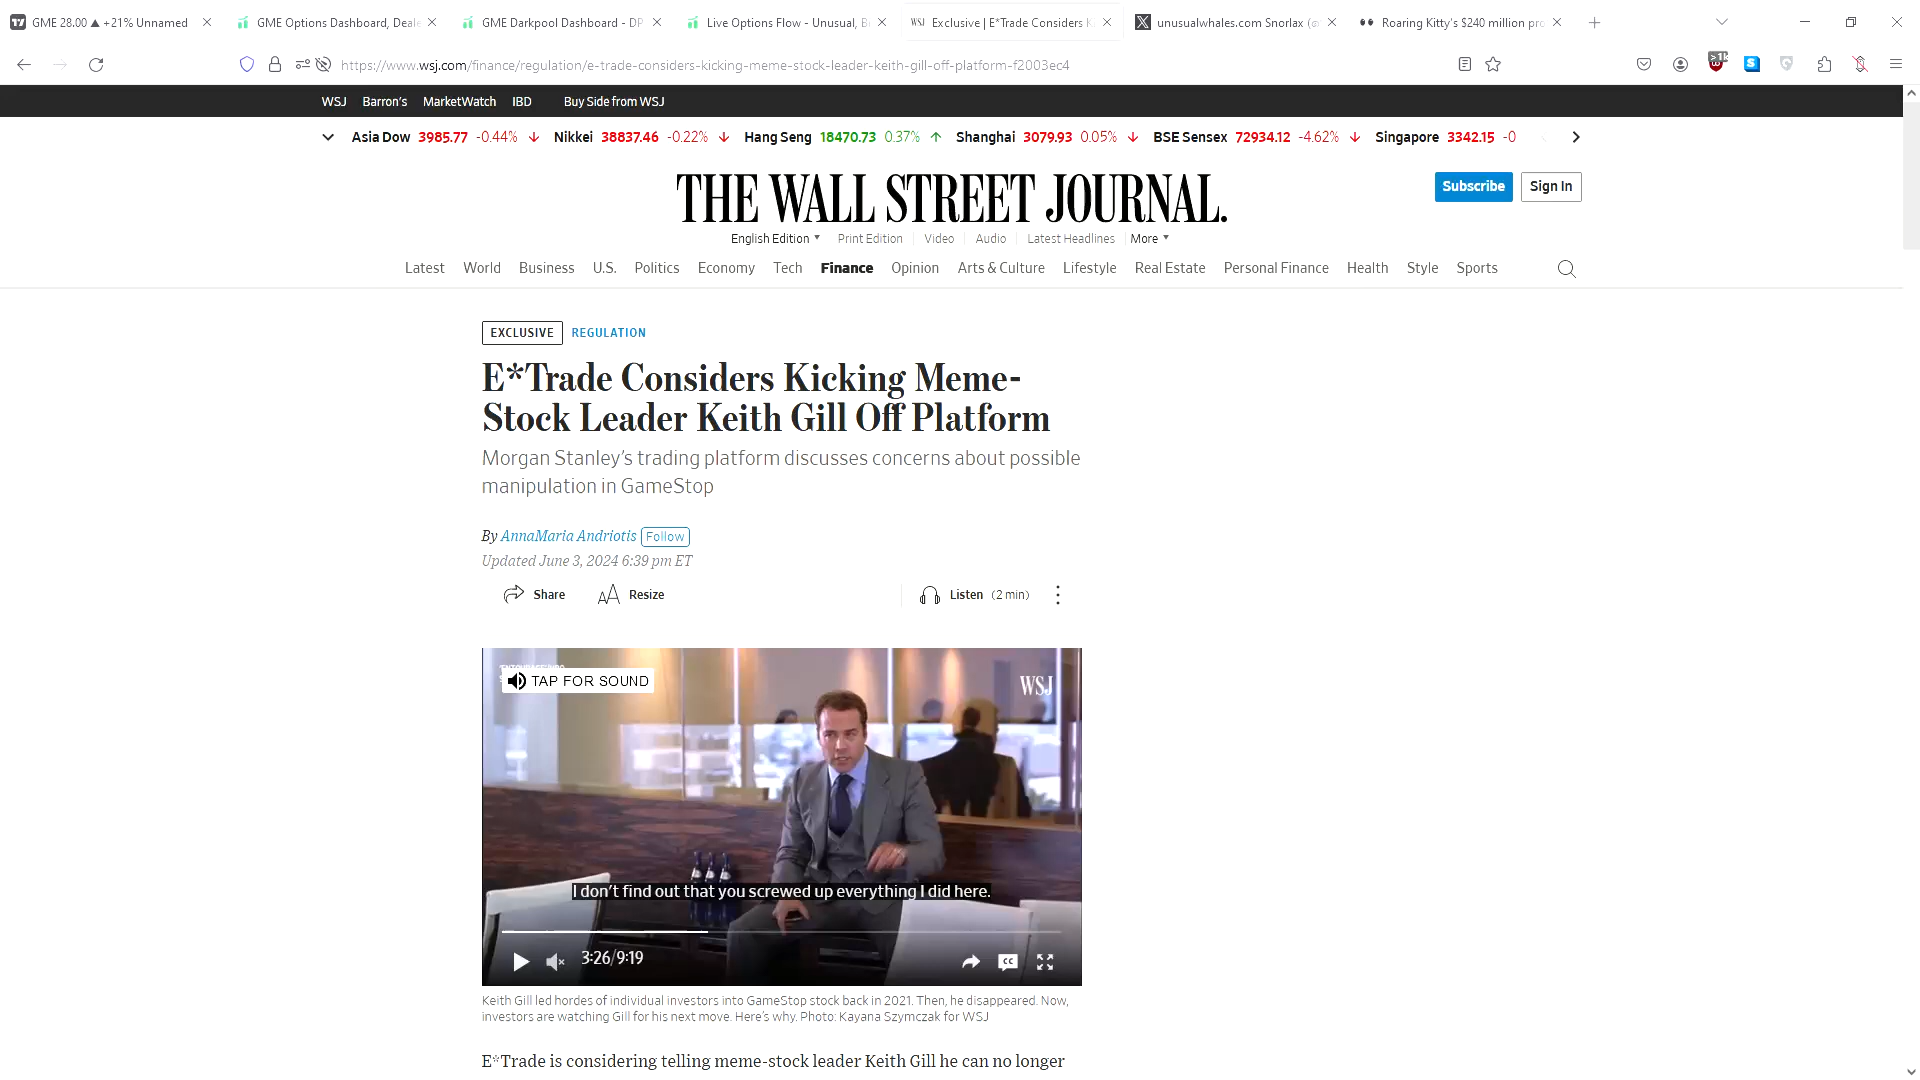 GME 28.00 ▲ +21% Unnamed
GME Options Dashboard, Deale
GME Darkpool Dashboard - DP
Live Options Flow - Unusual, B
WSJ Exclusive | E*Trade Considers K
unusualwhales.com Snorlax (@
Roaring Kitty's $240 million pro
https://www.wsj.com/finance/regulation/e-trade-considers-kicking-meme-stock-leader-keith-gill-off-platform-f2003ec4
WSJ Barron's MarketWatch IBD Buy Side from WSJ
Asia Dow 3985.77 -0.44% Nikkei 38837.46 -0.22% Hang Seng 18470.73 0.37% Shanghai 3079.93 0.05% BSE Sensex 72934.12 -4.62% Singapore 3342.15 -0
THE WALL STREET JOURNAL.
Subscribe
Sign In
English Edition Print Edition Video Audio Latest Headlines More
Latest World Business U.S. Politics Economy Tech Finance Opinion Arts & Culture Lifestyle Real Estate Personal Finance Health Style Sports
EXCLUSIVE REGULATION
E*Trade Considers Kicking Meme-
Stock Leader Keith Gill Off Platform
Morgan Stanley's trading platform discusses concerns about possible
manipulation in GameStop
By AnnaMaria Andriotis Follow
Updated June 3, 2024 6:39 pm ET
Share Resize Listen (2 min)
TAP FOR SOUND
WSJ
I don't find out that you screwed up everything I did here.
3:26/9:19
CC
Keith Gill led hordes of individual investors into GameStop stock back in 2021. Then, he disappeared. Now,
investors are watching Gill for his next move. Here's why. Photo: Kayana Szymczak for WSJ
E*Trade is considering telling meme-stock leader Keith Gill he can no longer